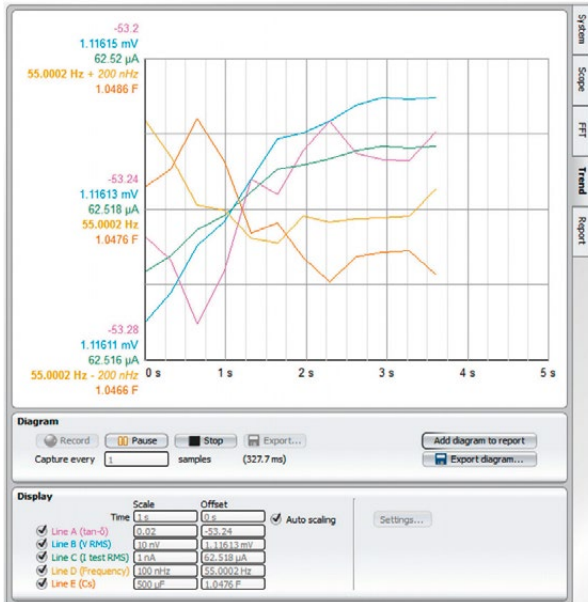 -53.2
1.11615 mV
62.52 µA
55.0002 Hz + 200 nHz
1.0486 F
-53.24
1.11613 mV
62.518 µA
55.0002 Hz
1.0476 F
-53.28
1.11611 mV
62.516 µA
55.0002 Hz - 200 nHz
1.0466 F
0 s 1 s 2 s 3 s 4 s 5 s
System
Scope
FFT
Trend
Report
Diagram
Record Pause Stop Export... Add diagram to report
Capture every 1 samples (327.7 ms) Export diagram...
Display
Scale Offset
Time 1 s 0 s Auto scaling Settings...
Line A (tan-δ) 0.02 -53.24
Line B (V RMS) 10 nV 1.11613 mV
Line C (I test RMS) 1 nA 62.518 µA
Line D (Frequency) 100 nHz 55.0002 Hz
Line E (Cs) 500 µF 1.0476 F